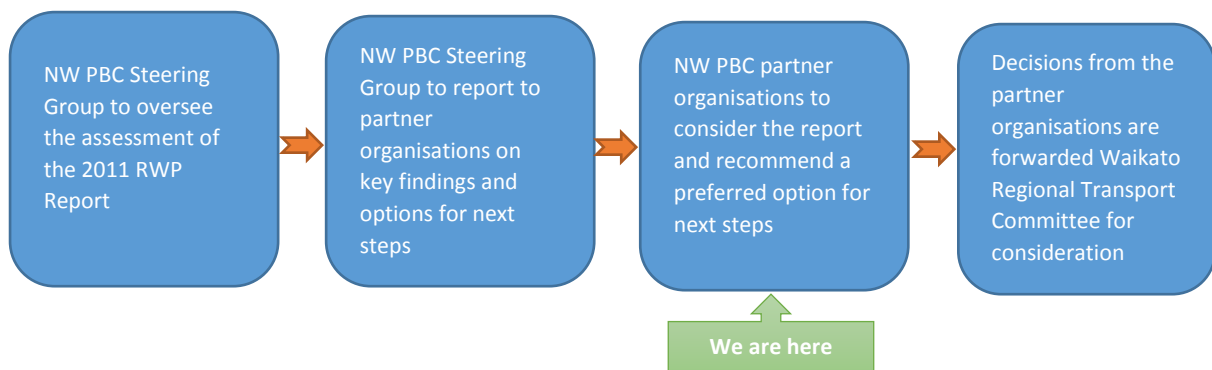 NW PBC Steering
Group to oversee
the assessment of
the 2011 RWP
Report
NW PBC Steering
Group to report to
partner
organisations on
key findings and
options for next
steps
NW PBC partner
organisations to
consider the report
and recommend a
preferred option for
next steps
Decisions from the
partner
organisations are
forwarded Waikato
Regional Transport
Committee for
consideration
We are here